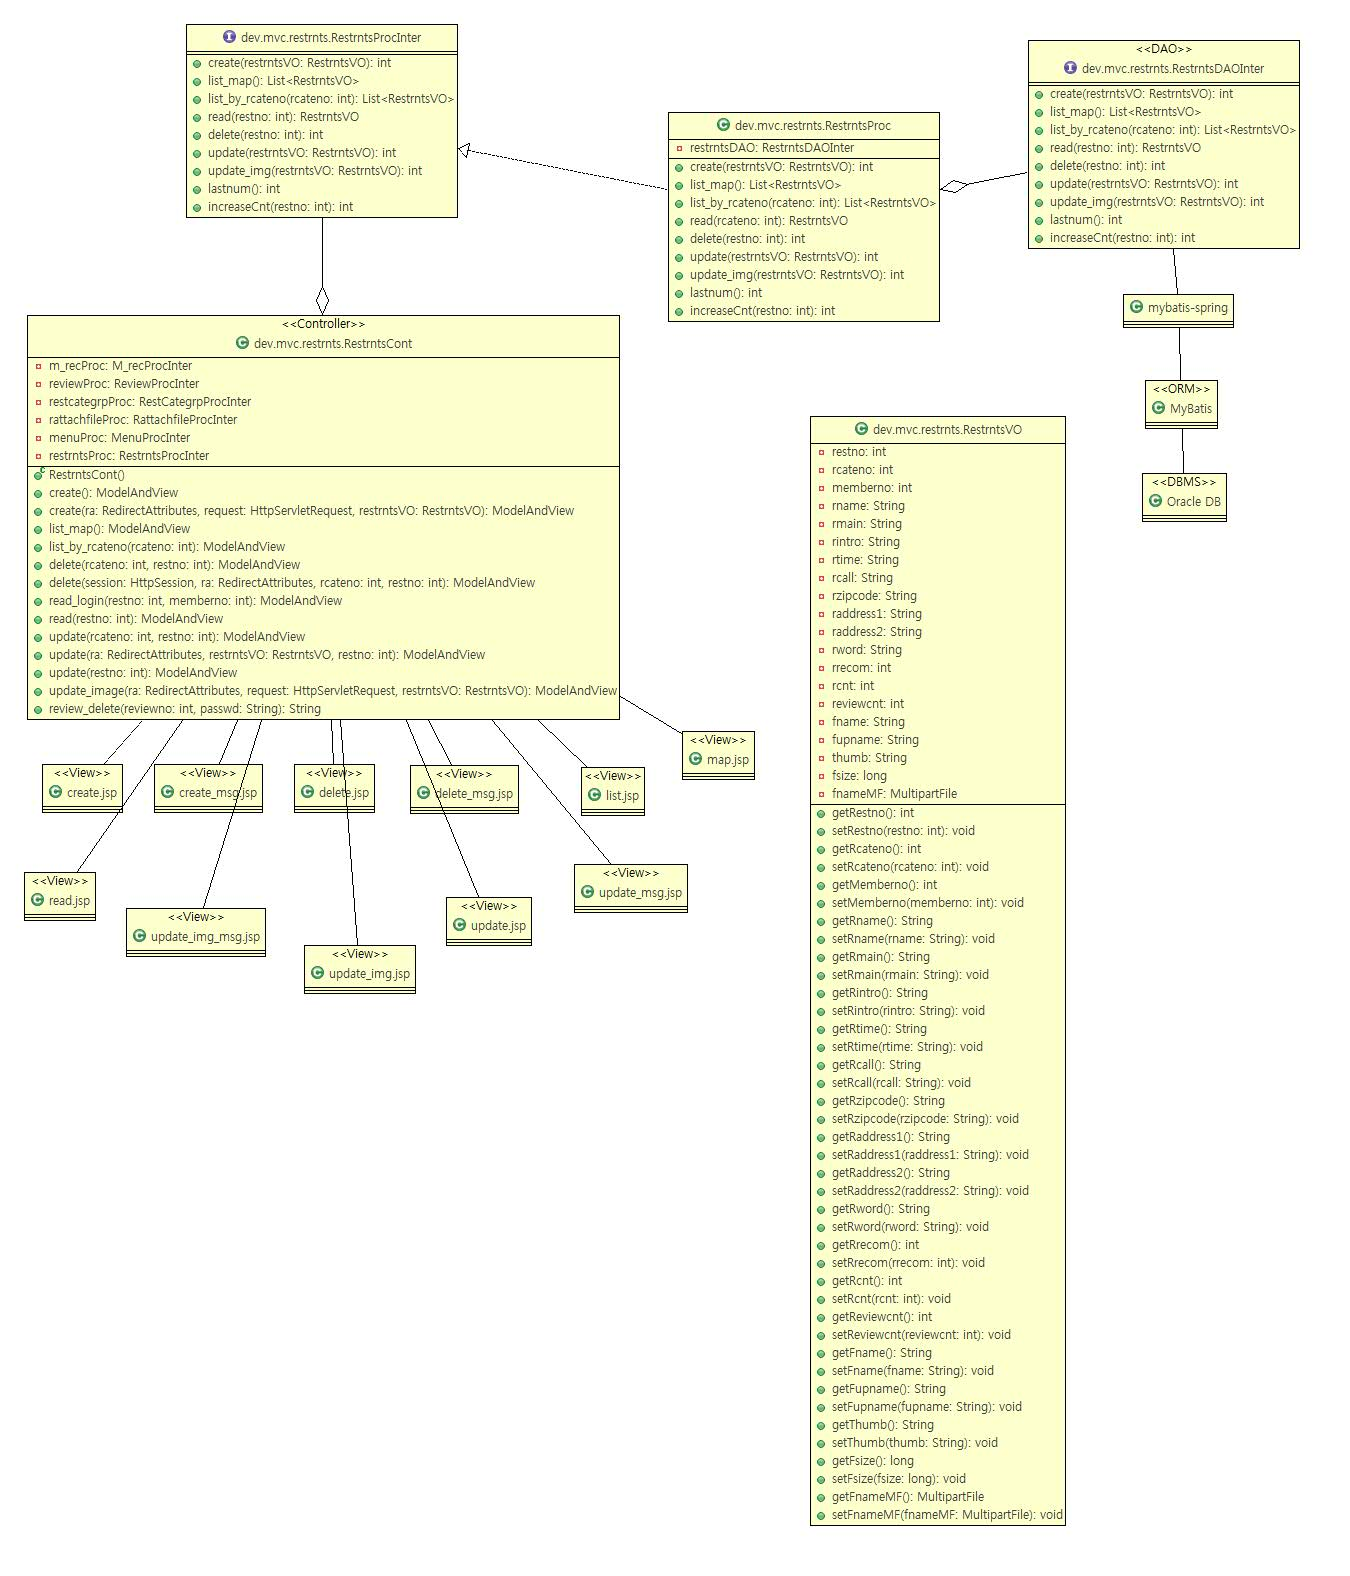 dev.mvc.restrnts.RestrntsProcInter
create(restrntsVO: RestrntsVO): int
list_map(): List<RestrntsVO>
list_by_rcateno(rcateno: int): List<RestrntsVO>
read(restno: int): RestrntsVO
delete(restno: int): int
update(restrntsVO: RestrntsVO): int
update_img(restrntsVO: RestrntsVO): int
lastnum(): int
increaseCnt(restno: int): int
dev.mvc.restrnts.RestrntsProc
restrntsDAO: RestrntsDAOInter
create(restrntsVO: RestrntsVO): int
list_map(): List<RestrntsVO>
list_by_rcateno(rcateno: int): List<RestrntsVO>
read(rcateno: int): RestrntsVO
delete(restno: int): int
update(restrntsVO: RestrntsVO): int
update_img(restrntsVO: RestrntsVO): int
lastnum(): int
increaseCnt(restno: int): int
<<DAO>>
dev.mvc.restrnts.RestrntsDAOInter
create(restrntsVO: RestrntsVO): int
list_map(): List<RestrntsVO>
list_by_rcateno(rcateno: int): List<RestrntsVO>
read(restno: int): RestrntsVO
delete(restno: int): int
update(restrntsVO: RestrntsVO): int
update_img(restrntsVO: RestrntsVO): int
lastnum(): int
increaseCnt(restno: int): int
mybatis-spring
<<ORM>>
MyBatis
<<DBMS>>
Oracle DB
<<Controller>>
dev.mvc.restrnts.RestrntsCont
m_recProc: M_recProcInter
reviewProc: ReviewProcInter
restcategrpProc: RestCategrpProcInter
rattachfileProc: RattachfileProcInter
menuProc: MenuProcInter
restrntsProc: RestrntsProcInter
RestrntsCont()
create(): ModelAndView
create(ra: RedirectAttributes, request: HttpServletRequest, restrntsVO: RestrntsVO): ModelAndView
list_map(): ModelAndView
list_by_rcateno(rcateno: int): ModelAndView
delete(rcateno: int, restno: int): ModelAndView
delete(session: HttpSession, ra: RedirectAttributes, rcateno: int, restno: int): ModelAndView
read_login(restno: int, memberno: int): ModelAndView
read(restno: int): ModelAndView
update(rcateno: int, restno: int): ModelAndView
update(ra: RedirectAttributes, restrntsVO: RestrntsVO, restno: int): ModelAndView
update(restno: int): ModelAndView
update_image(ra: RedirectAttributes, request: HttpServletRequest, restrntsVO: RestrntsVO): ModelAndView
review_delete(reviewno: int, passwd: String): String
<<View>>
map.jsp
<<View>>
create.jsp
<<View>>
create_msg.jsp
<<View>>
delete.jsp
<<View>>
delete_msg.jsp
<<View>>
list.jsp
<<View>>
read.jsp
<<View>>
update_img_msg.jsp
<<View>>
update_img.jsp
<<View>>
update.jsp
<<View>>
update_msg.jsp
dev.mvc.restrnts.RestrntsVO
restno: int
rcateno: int
memberno: int
rname: String
rmain: String
rintro: String
rtime: String
rcall: String
rzipcode: String
raddress1: String
raddress2: String
rword: String
rrecom: int
rcnt: int
reviewcnt: int
fname: String
fupname: String
thumb: String
fsize: long
fnameMF: MultipartFile
getRestno(): int
setRestno(restno: int): void
getRcateno(): int
setRcateno(rcateno: int): void
getMemberno(): int
setMemberno(memberno: int): void
getRname(): String
setRname(rname: String): void
getRmain(): String
setRmain(rmain: String): void
getRintro(): String
setRintro(rintro: String): void
getRtime(): String
setRtime(rtime: String): void
getRcall(): String
setRcall(rcall: String): void
getRzipcode(): String
setRzipcode(rzipcode: String): void
getRaddress1(): String
setRaddress1(raddress1: String): void
getRaddress2(): String
setRaddress2(raddress2: String): void
getRword(): String
setRword(rword: String): void
getRrecom(): int
setRrecom(rrecom: int): void
getRcnt(): int
setRcnt(rcnt: int): void
getReviewcnt(): int
setReviewcnt(reviewcnt: int): void
getFname(): String
setFname(fname: String): void
getFupname(): String
setFupname(fupname: String): void
getThumb(): String
setThumb(thumb: String): void
getFsize(): long
setFsize(fsize: long): void
getFnameMF(): MultipartFile
setFnameMF(fnameMF: MultipartFile): void